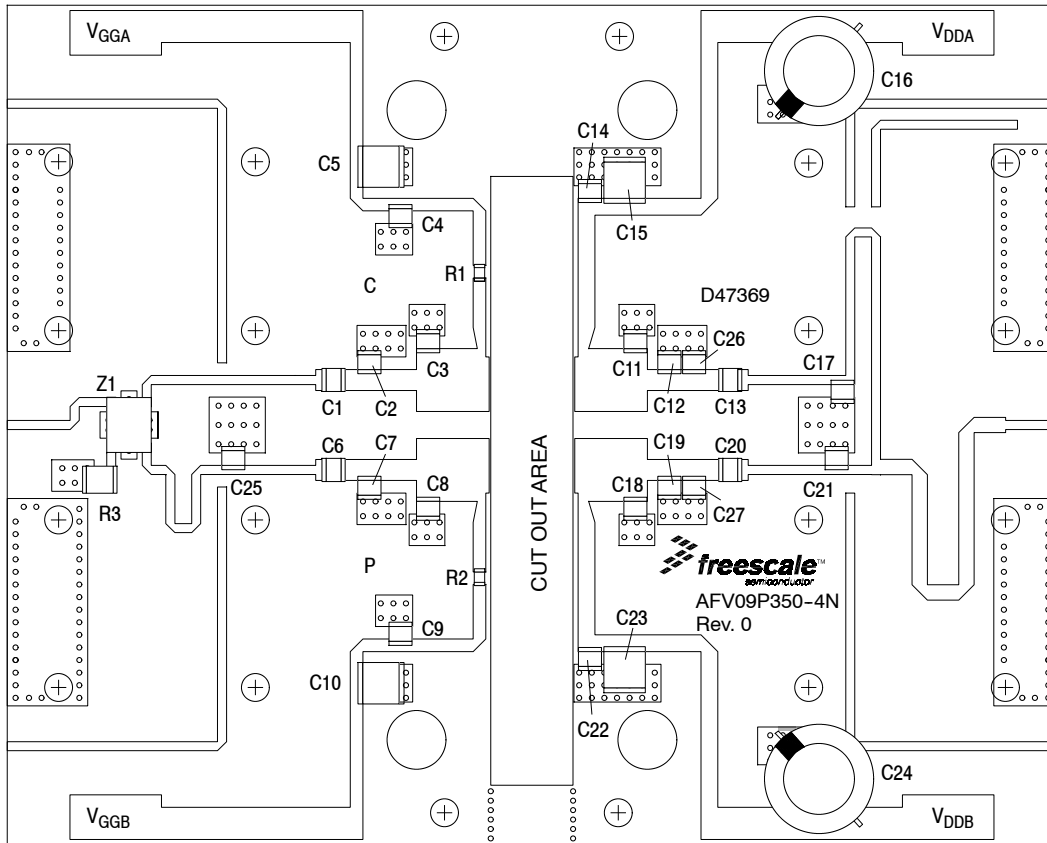 VGGA
VDDA
C16
C5
C14
C4
C15
R1
C
D47369
C26
C17
C3
C11
Z1
C1
C2
C12
C13
C6
C7
C19
C20
C8
C18
C25
C21
R3
C27
CUT OUT AREA
P
R2
freescale™
semiconductor
AFV09P350-4N
Rev. 0
C9
C23
C10
C22
C24
VGGB
VDDB